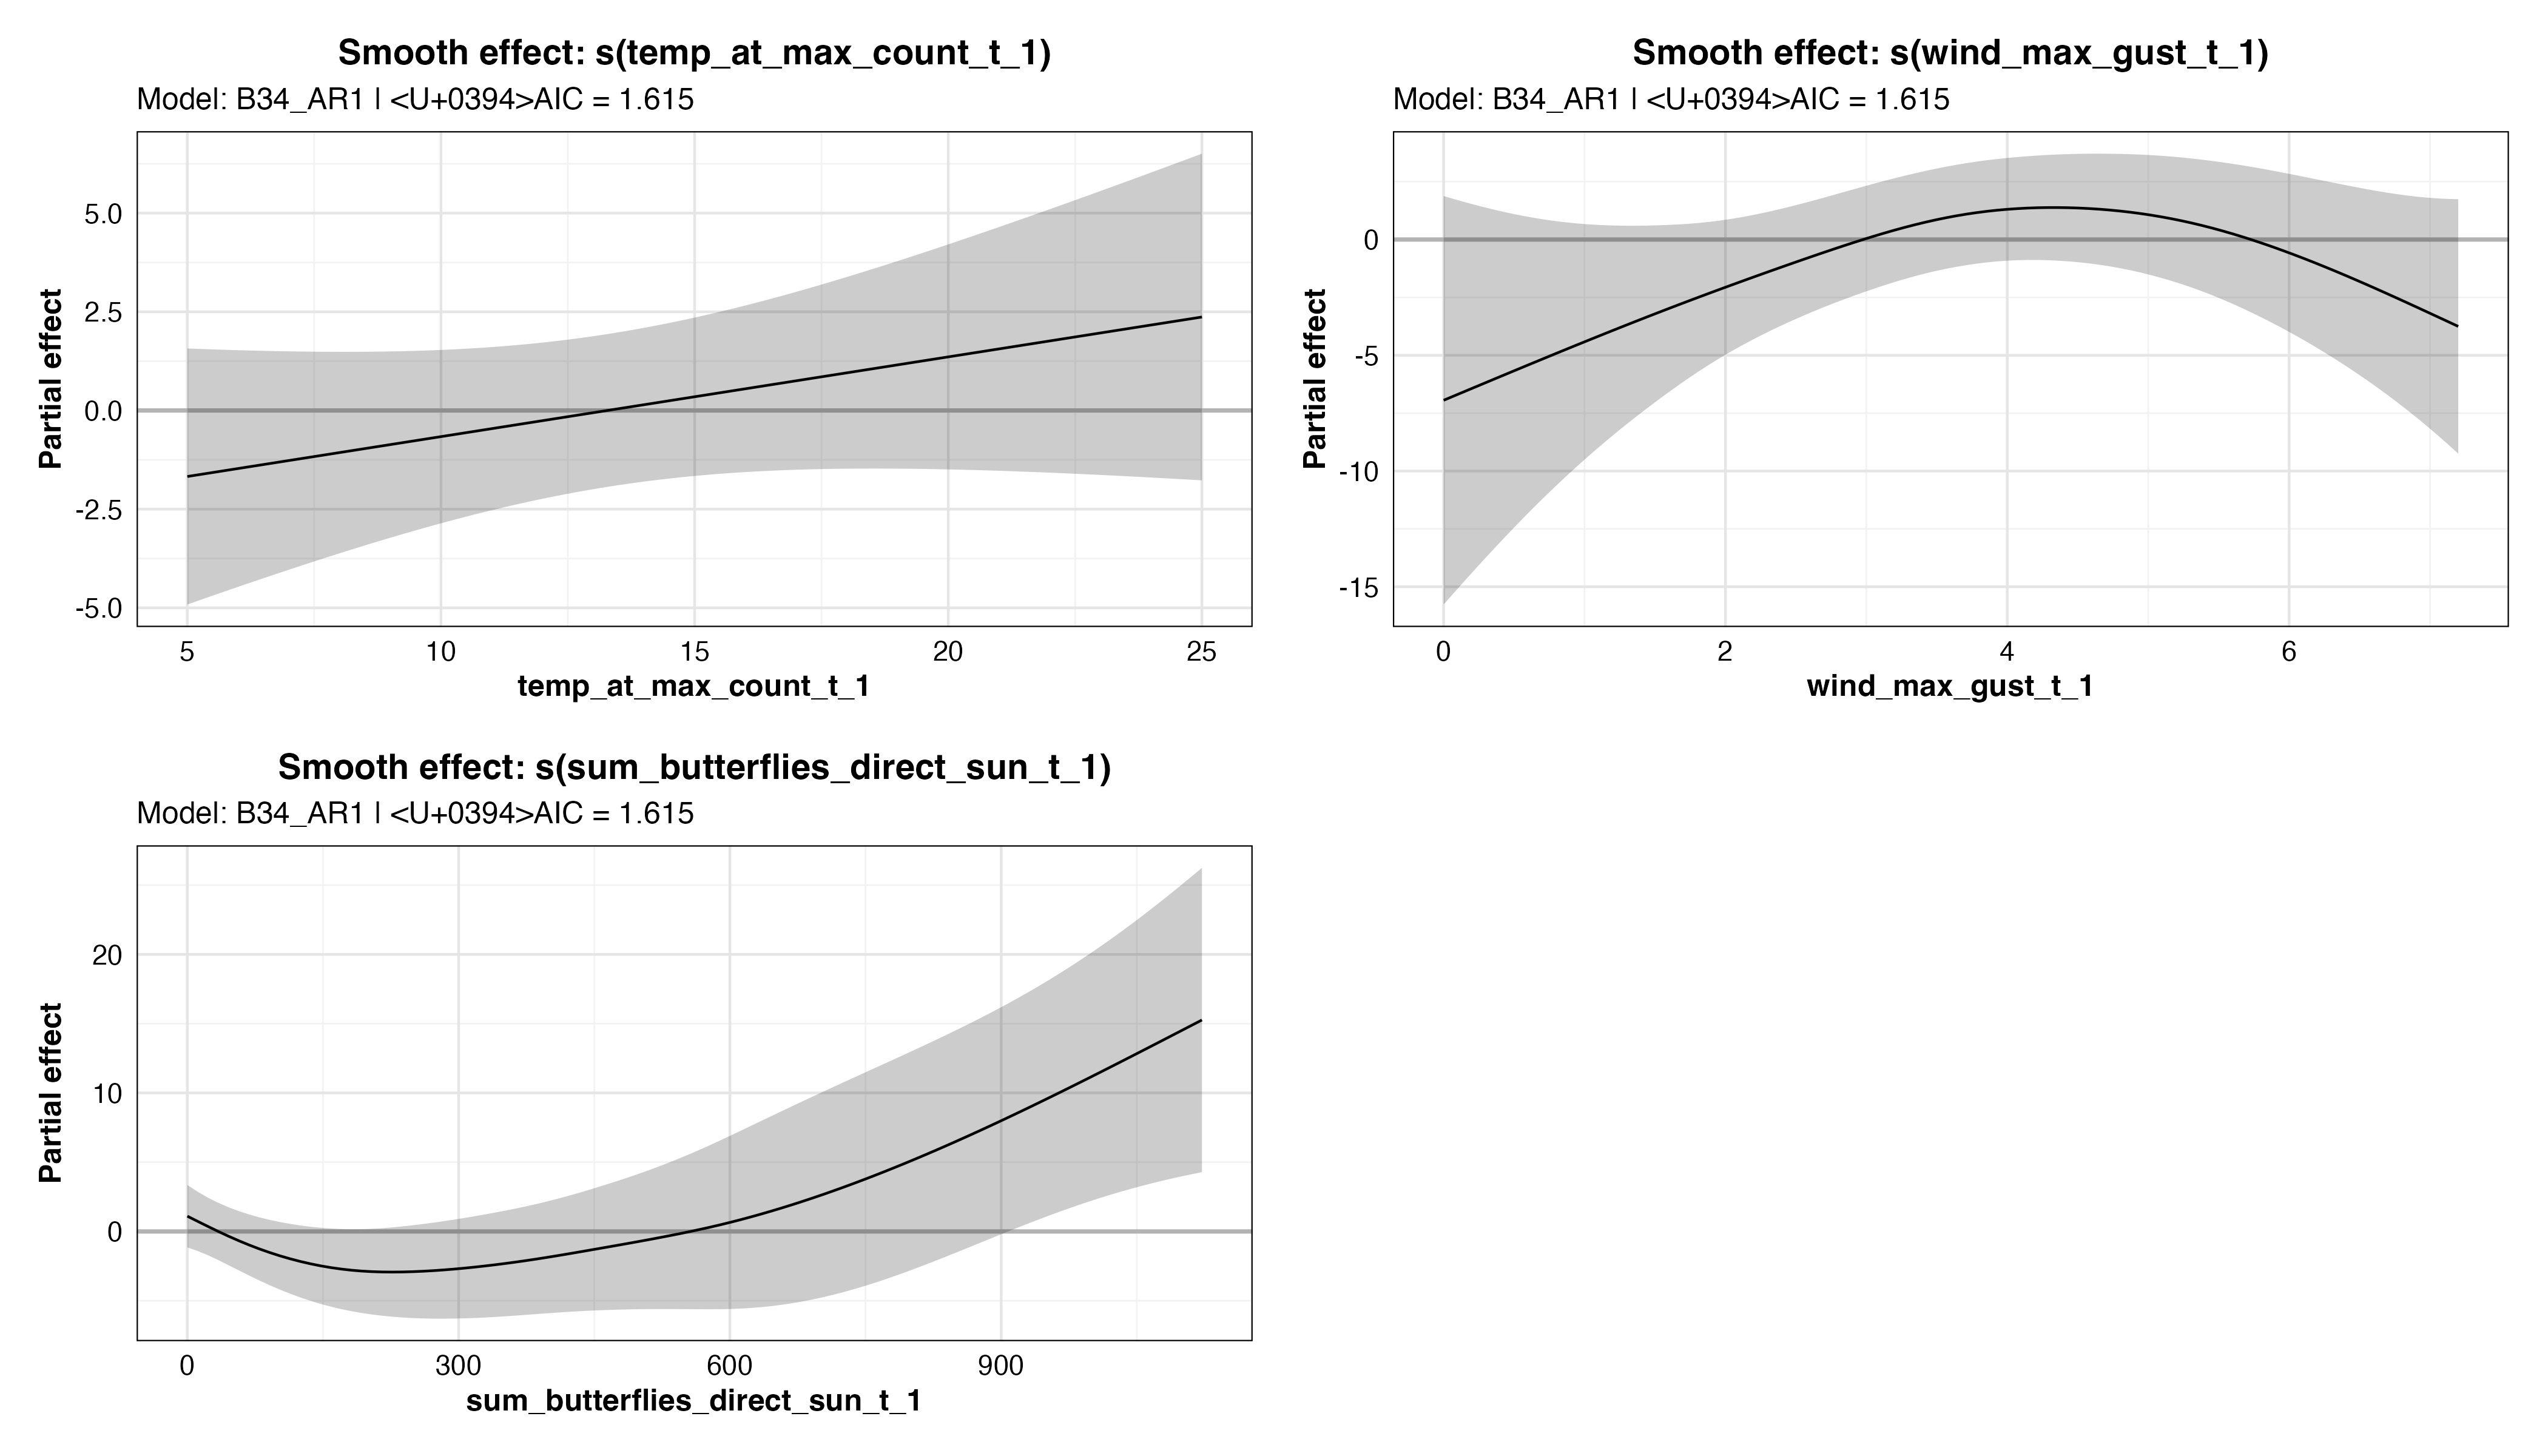 Smooth effect: s(temp_at_max_count_t_1)
Model: B34_AR1 | <U+0394>AIC = 1.615
Partial effect
5.0
2.5
0.0
-2.5
-5.0
5 10 15 20 25
temp_at_max_count_t_1
Smooth effect: s(wind_max_gust_t_1)
Model: B34_AR1 | <U+0394>AIC = 1.615
Partial effect
0
-5
-10
-15
0 2 4 6
wind_max_gust_t_1
Smooth effect: s(sum_butterflies_direct_sun_t_1)
Model: B34_AR1 | <U+0394>AIC = 1.615
Partial effect
20
10
0
0 300 600 900
sum_butterflies_direct_sun_t_1